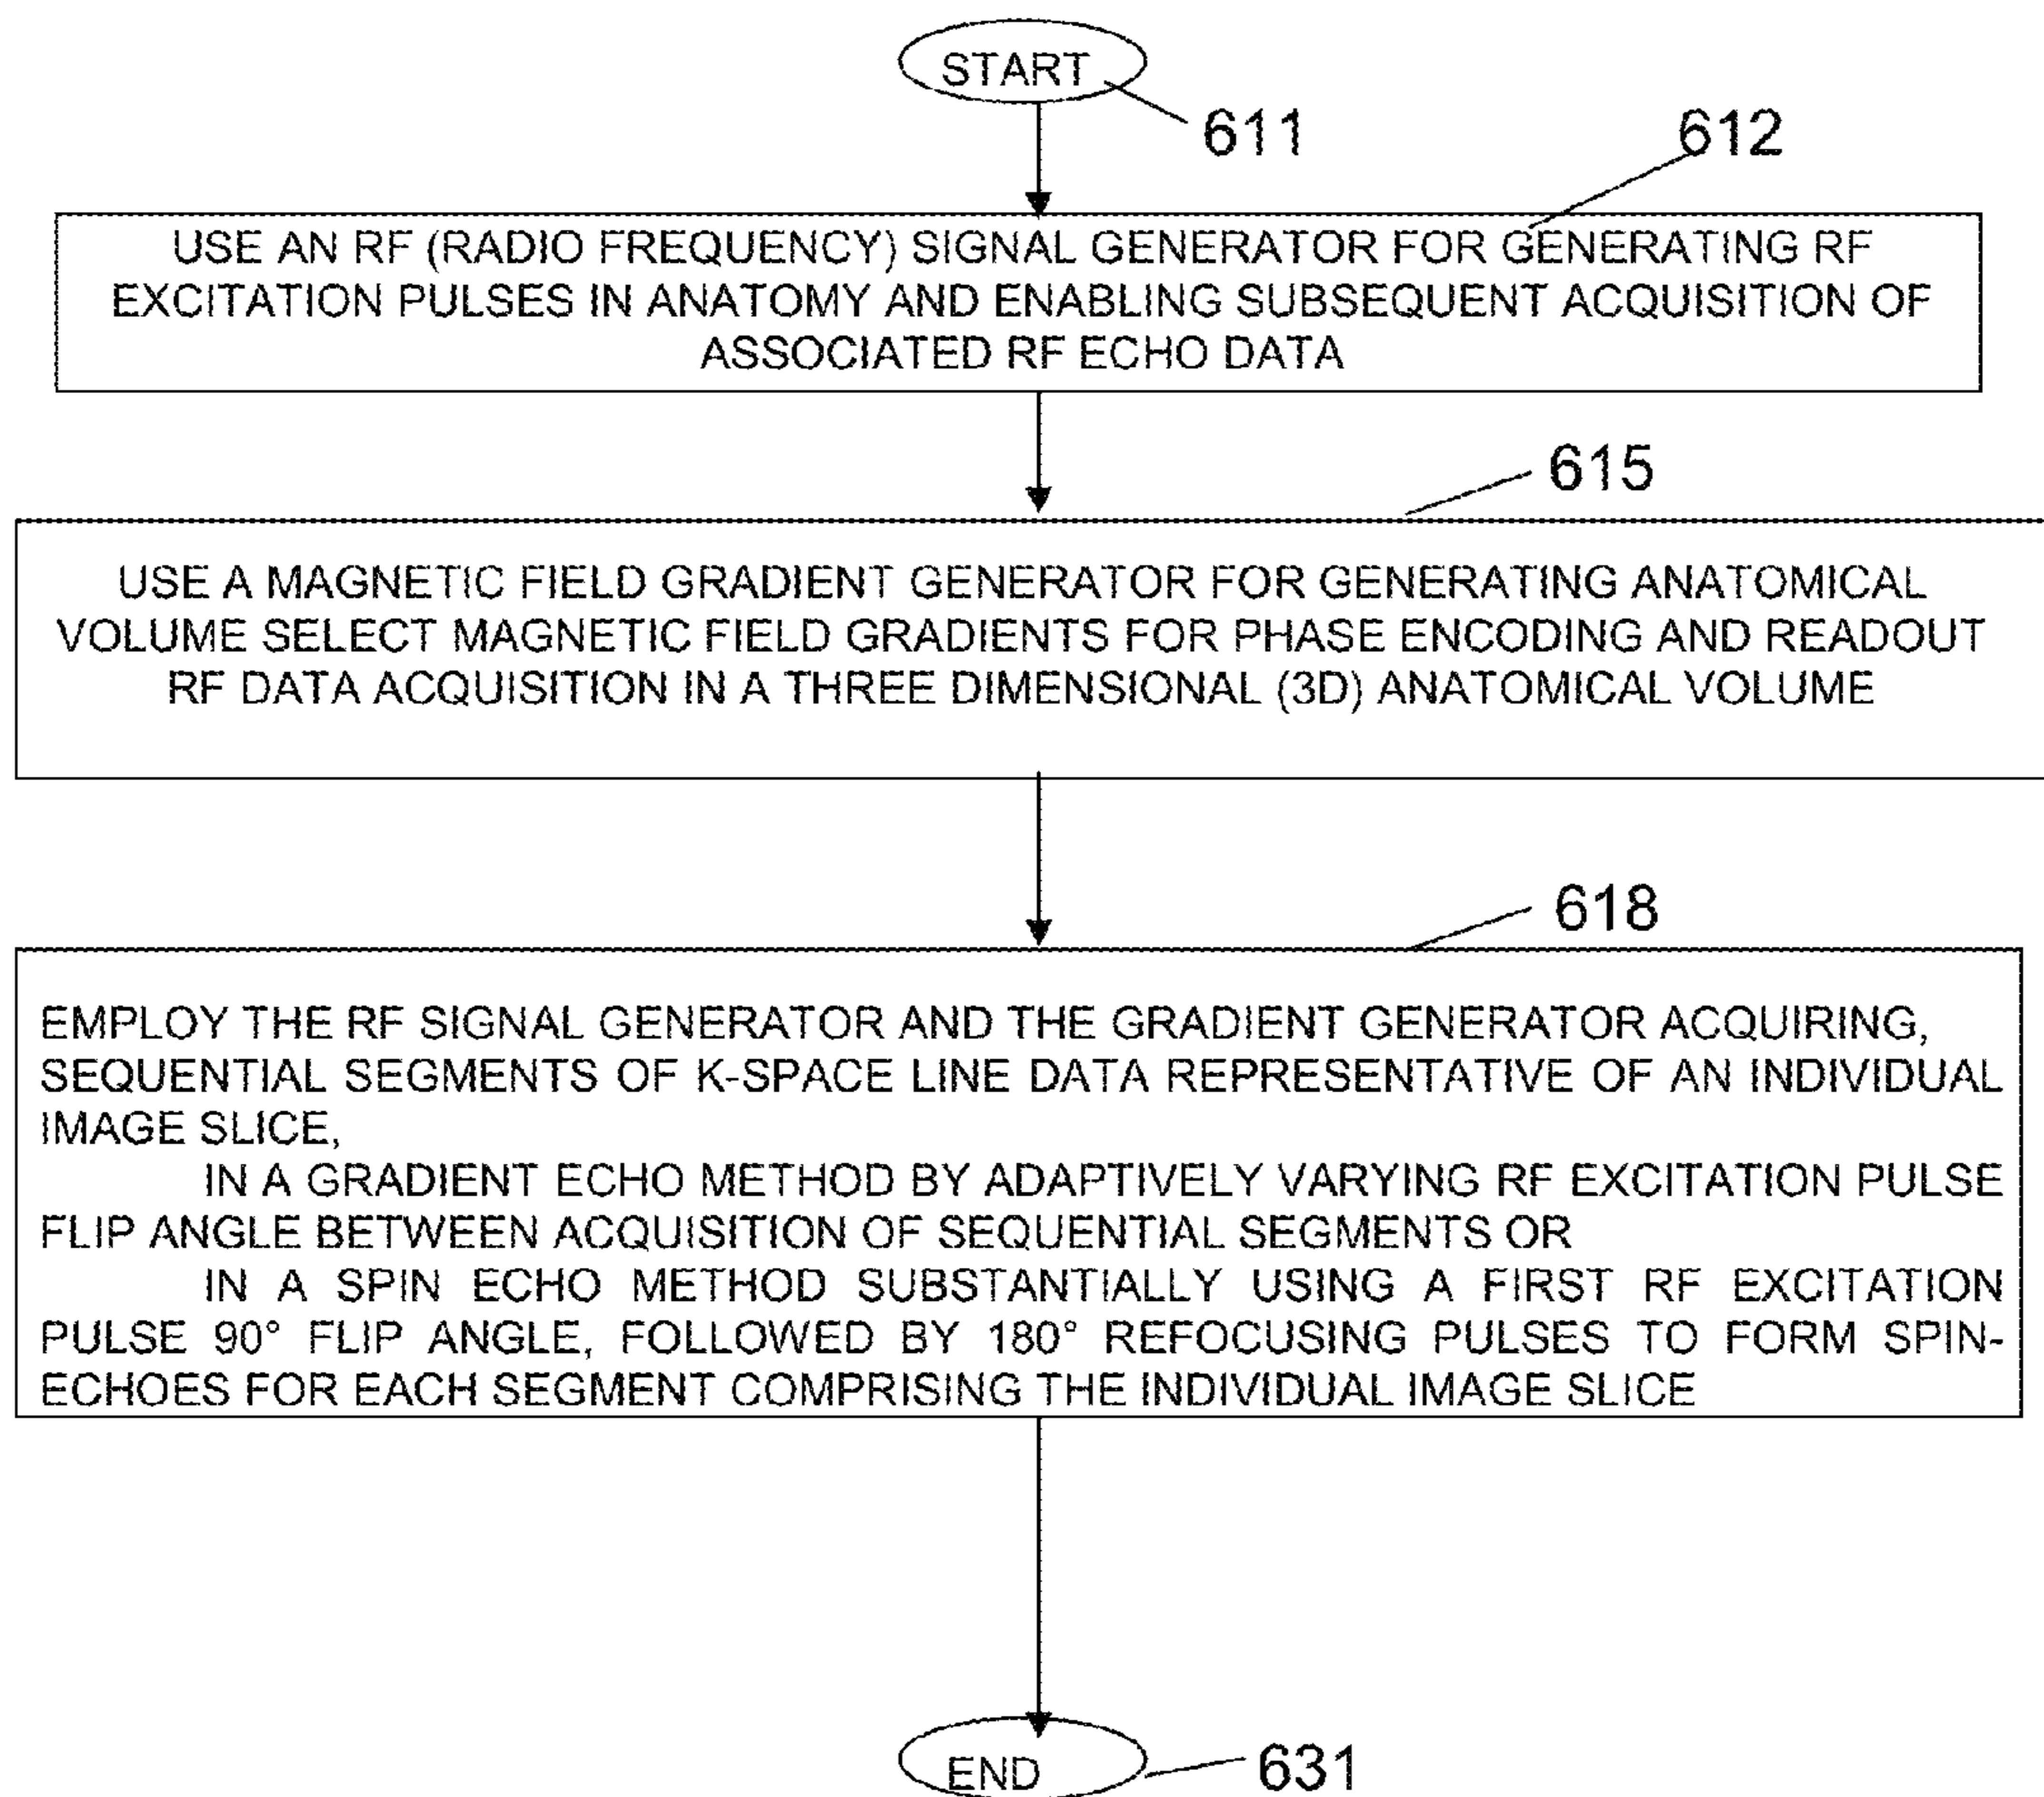 START
611
612
USE AN RF (RADIO FREQUENCY) SIGNAL GENERATOR FOR GENERATING RF
EXCITATION PULSES IN ANATOMY AND ENABLING SUBSEQUENT ACQUISITION OF
ASSOCIATED RF ECHO DATA
615
USE A MAGNETIC FIELD GRADIENT GENERATOR FOR GENERATING ANATOMICAL
VOLUME SELECT MAGNETIC FIELD GRADIENTS FOR PHASE ENCODING AND READOUT
RF DATA ACQUISITION IN A THREE DIMENSIONAL (3D) ANATOMICAL VOLUME
618
EMPLOY THE RF SIGNAL GENERATOR AND THE GRADIENT GENERATOR ACQUIRING,
SEQUENTIAL SEGMENTS OF K-SPACE LINE DATA REPRESENTATIVE OF AN INDIVIDUAL
IMAGE SLICE,
IN A GRADIENT ECHO METHOD BY ADAPTIVELY VARYING RF EXCITATION PULSE
FLIP ANGLE BETWEEN ACQUISITION OF SEQUENTIAL SEGMENTS OR
IN A SPIN ECHO METHOD SUBSTANTIALLY USING A FIRST RF EXCITATION
PULSE 90° FLIP ANGLE, FOLLOWED BY 180° REFOCUSING PULSES TO FORM SPIN-
ECHOES FOR EACH SEGMENT COMPRISING THE INDIVIDUAL IMAGE SLICE
END
631